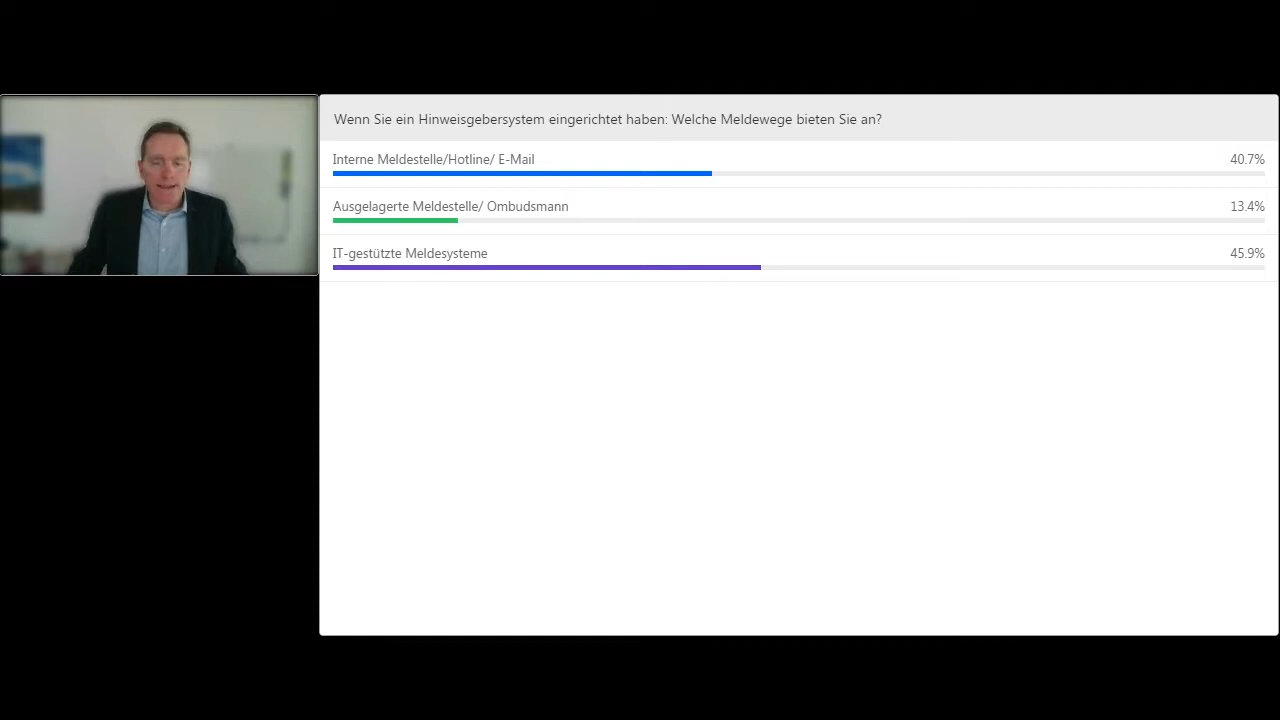 Wenn Sie ein Hinweisgebersystem eingerichtet haben: Welche Meldewege bieten Sie an?
Interne Meldestelle/Hotline/ E-Mail 40.7%
Ausgelagerte Meldestelle/ Ombudsmann 13.4%
IT-gestützte Meldesysteme 45.9%